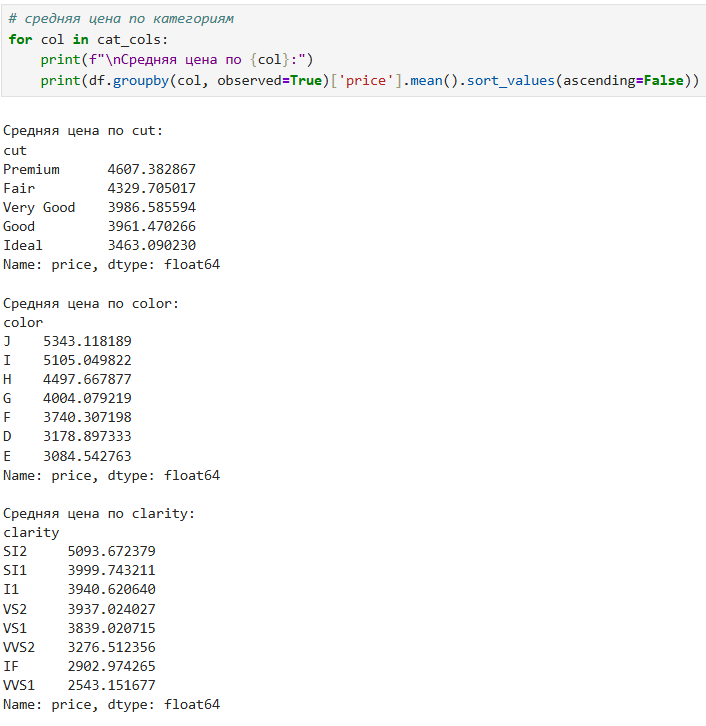 # средняя цена по категориям
for col in cat_cols:
    print(f"\nСредняя цена по {col}:")
    print(df.groupby(col, observed=True)['price'].mean().sort_values(ascending=False))
Средняя цена по cut:
cut
Premium      4607.382867
Fair         4329.705017
Very Good    3986.585594
Good         3961.470266
Ideal        3463.090230
Name: price, dtype: float64
Средняя цена по color:
color
J    5343.118189
I    5105.049822
H    4497.667877
G    4004.079219
F    3740.307198
D    3178.897333
E    3084.542763
Name: price, dtype: float64
Средняя цена по clarity:
clarity
SI2     5093.672379
SI1     3999.743211
I1      3940.620640
VS2     3937.024027
VS1     3839.020715
VVS2    3276.512356
IF      2902.974265
VVS1    2543.151677
Name: price, dtype: float64